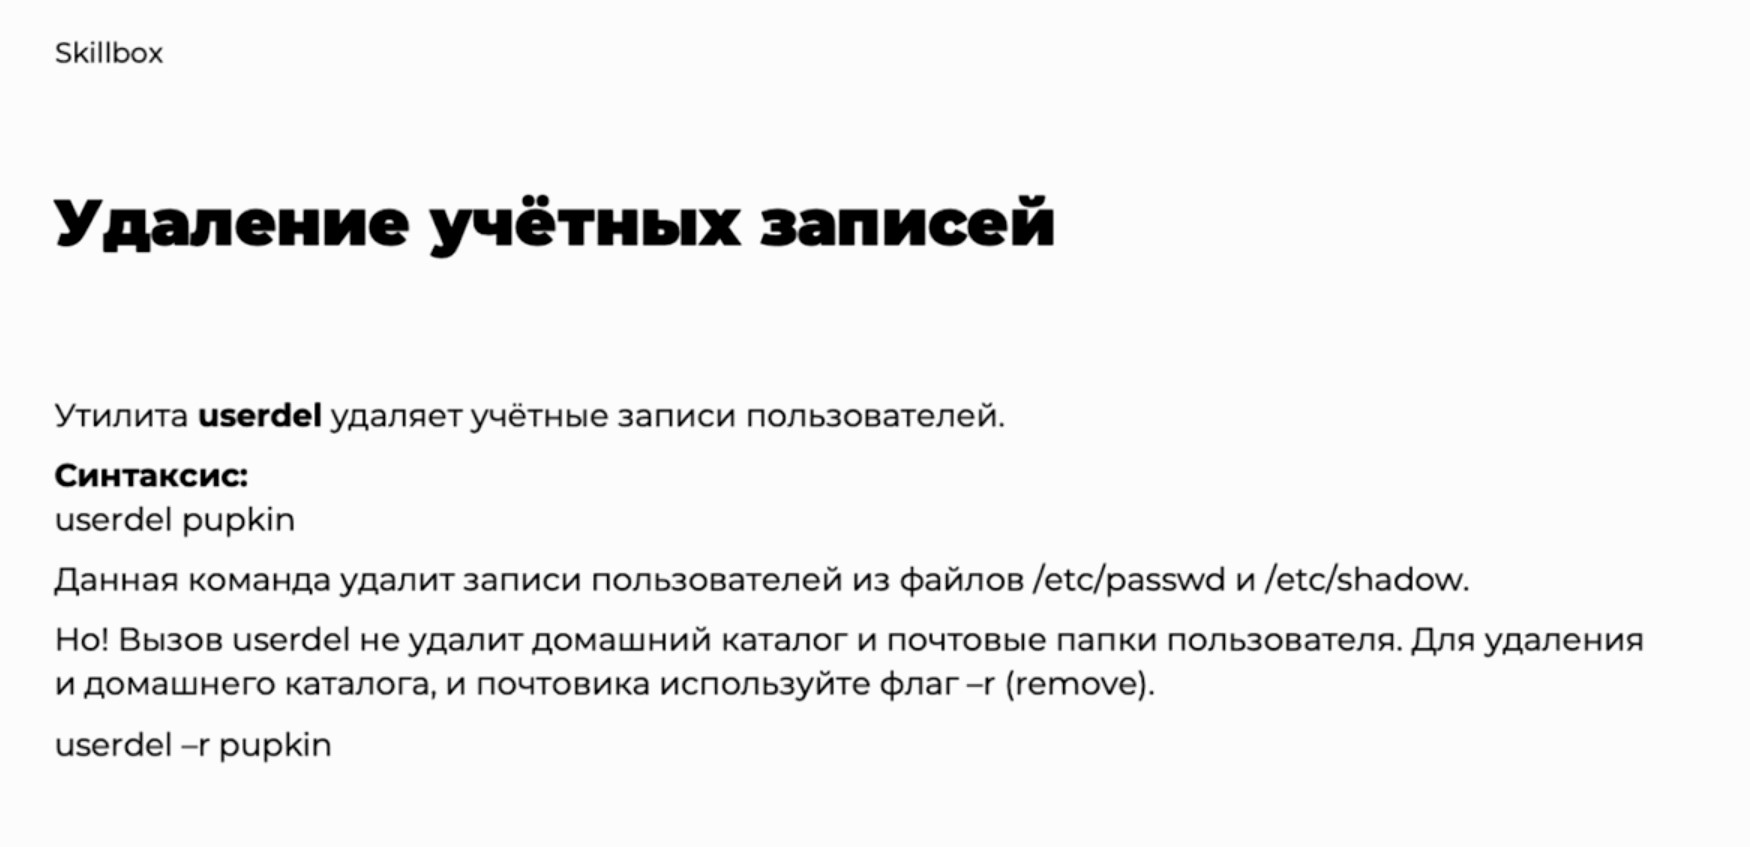 Skillbox
Удаление учётных записей
Утилита userdel удаляет учётные записи пользователей.
Синтаксис:
userdel pupkin
Данная команда удалит записи пользователей из файлов /etc/passwd и /etc/shadow.
Но! Вызов userdel не удалит домашний каталог и почтовые папки пользователя. Для удаления
и домашнего каталога, и почтовика используйте флаг –r (remove).
userdel –r pupkin